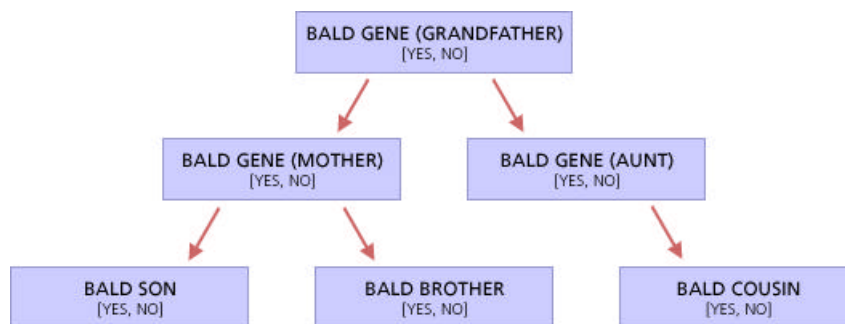 BALD GENE (GRANDFATHER)
[YES, NO]
BALD GENE (MOTHER)
[YES, NO]
BALD GENE (AUNT)
[YES, NO]
BALD SON
[YES, NO]
BALD BROTHER
[YES, NO]
BALD COUSIN
[YES, NO]